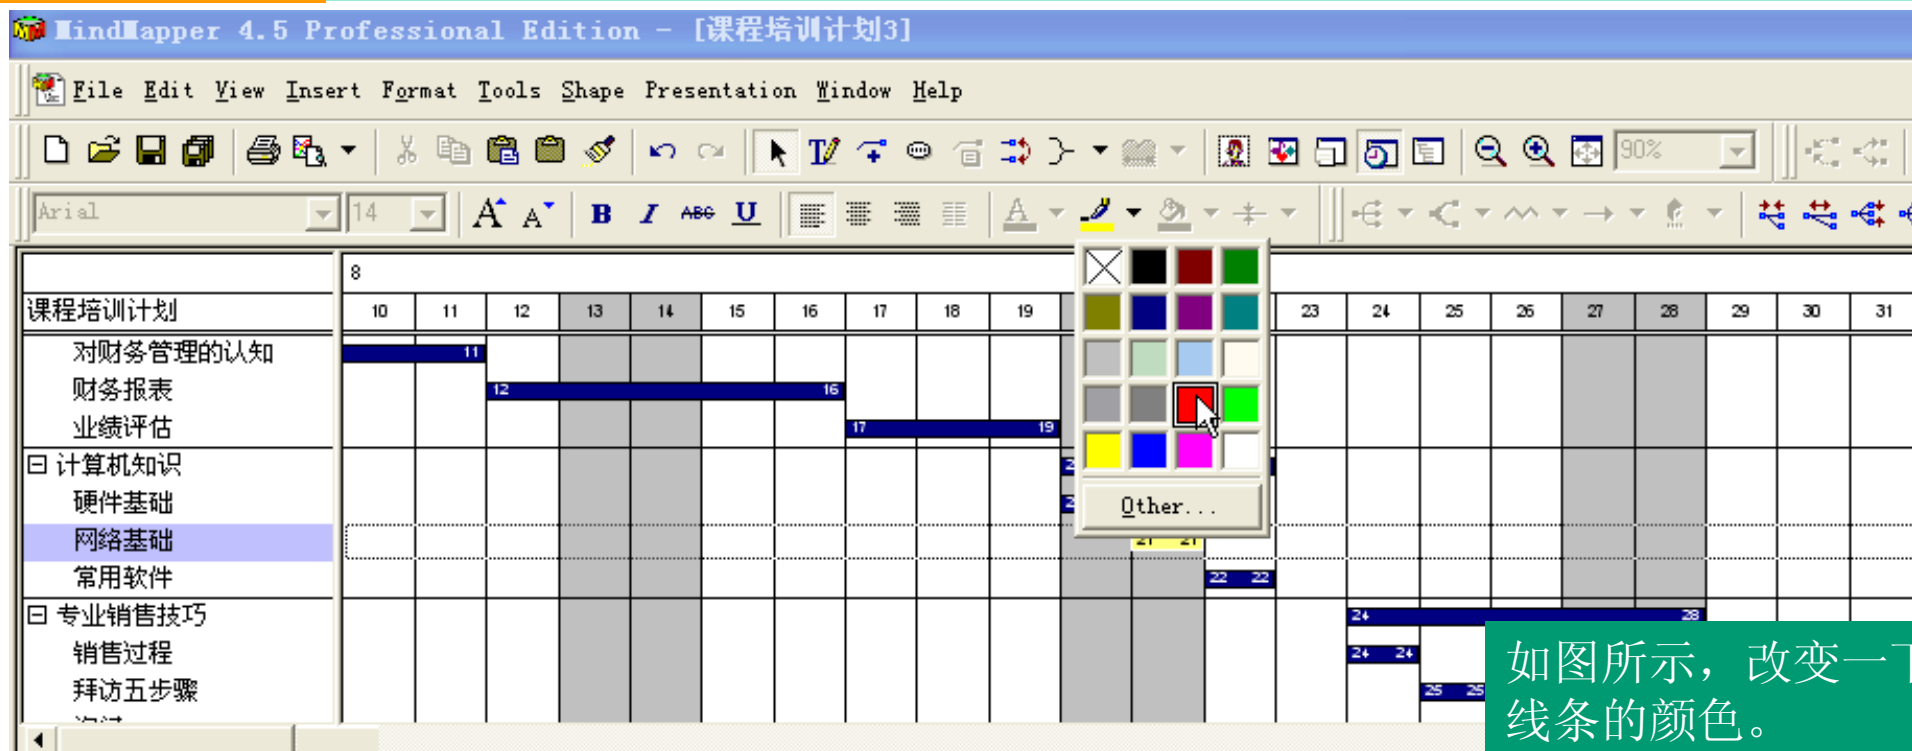 MindMapper 4.5 Professional Edition - [课程培训计划3]
File Edit View Insert Format Tools Shape Presentation Window Help
90%
Arial 14 A A B I ABC U A
8
课程培训计划 10 11 12 13 14 15 16 17 18 19 23 24 25 26 27 28 29 30 31
对财务管理的认知 11
财务报表 12 16
业绩评估 17 19
计算机知识 2
硬件基础 2
Other...
网络基础 21 21
常用软件 22 22
专业销售技巧 24 28
销售过程 24 24
拜访五步骤 25 25
如图所示，改变一下
线条的颜色。